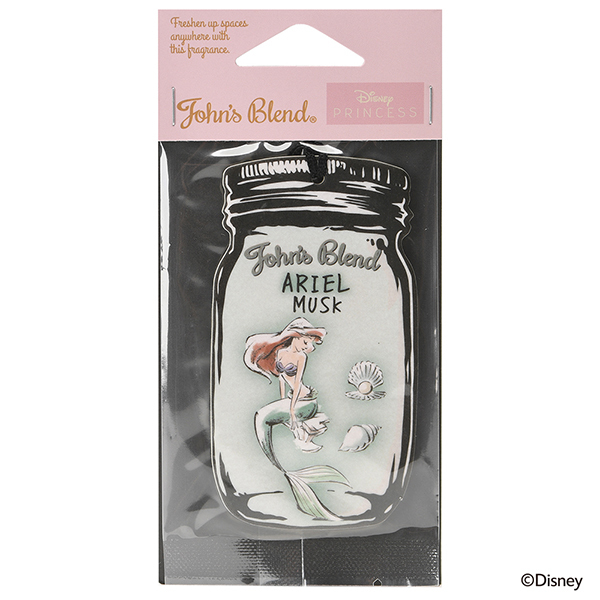 Freshen up spaces
anywhere with
this fragrance.
John's Blend®
Disney
PRINCESS
John's Blend
ARIEL
MUSK
©Disney